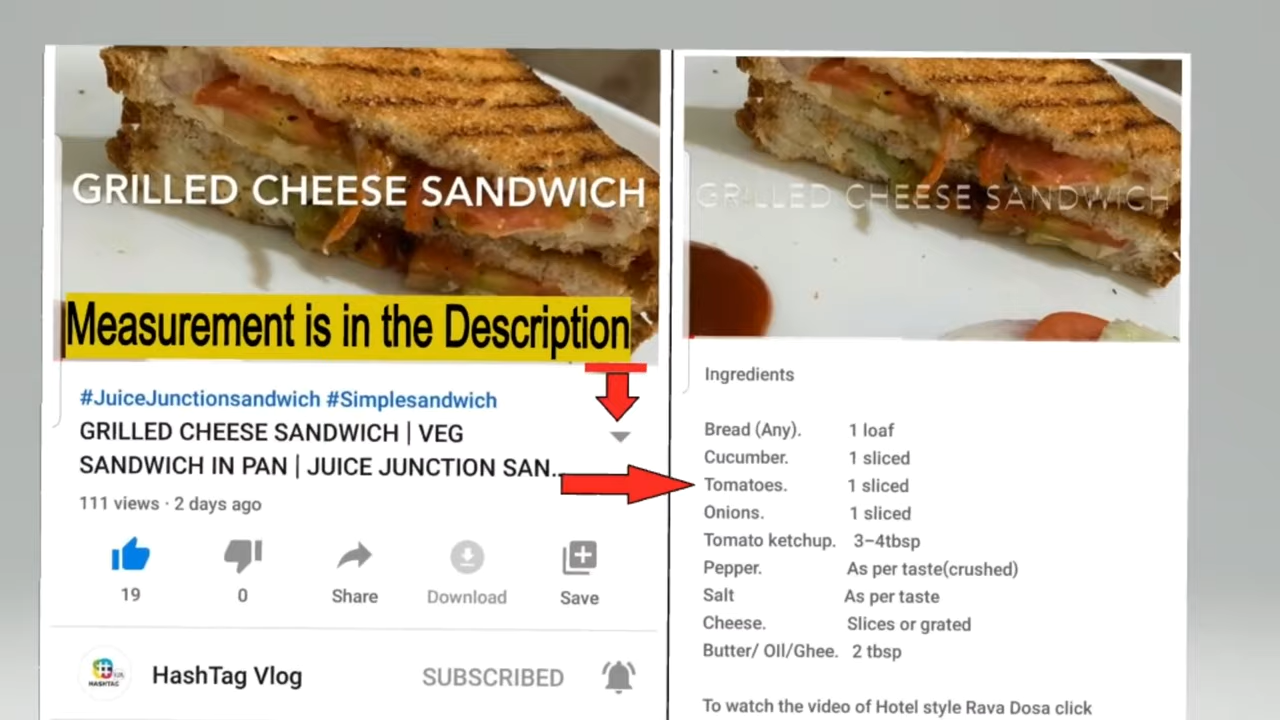 GRILLED CHEESE SANDWICH
Measurement is in the Description
#JuiceJunctionsandwich #Simplesandwich
GRILLED CHEESE SANDWICH | VEG
SANDWICH IN PAN | JUICE JUNCTION SAN...
111 views · 2 days ago
19
0
Share
Download
Save
HASHTAG
HashTag Vlog
SUBSCRIBED
GRILLED CHEESE SANDWICH
Ingredients
Bread (Any). 1 loaf
Cucumber. 1 sliced
Tomatoes. 1 sliced
Onions. 1 sliced
Tomato ketchup. 3-4tbsp
Pepper. As per taste(crushed)
Salt As per taste
Cheese. Slices or grated
Butter/ OIl/Ghee. 2 tbsp
To watch the video of Hotel style Rava Dosa click